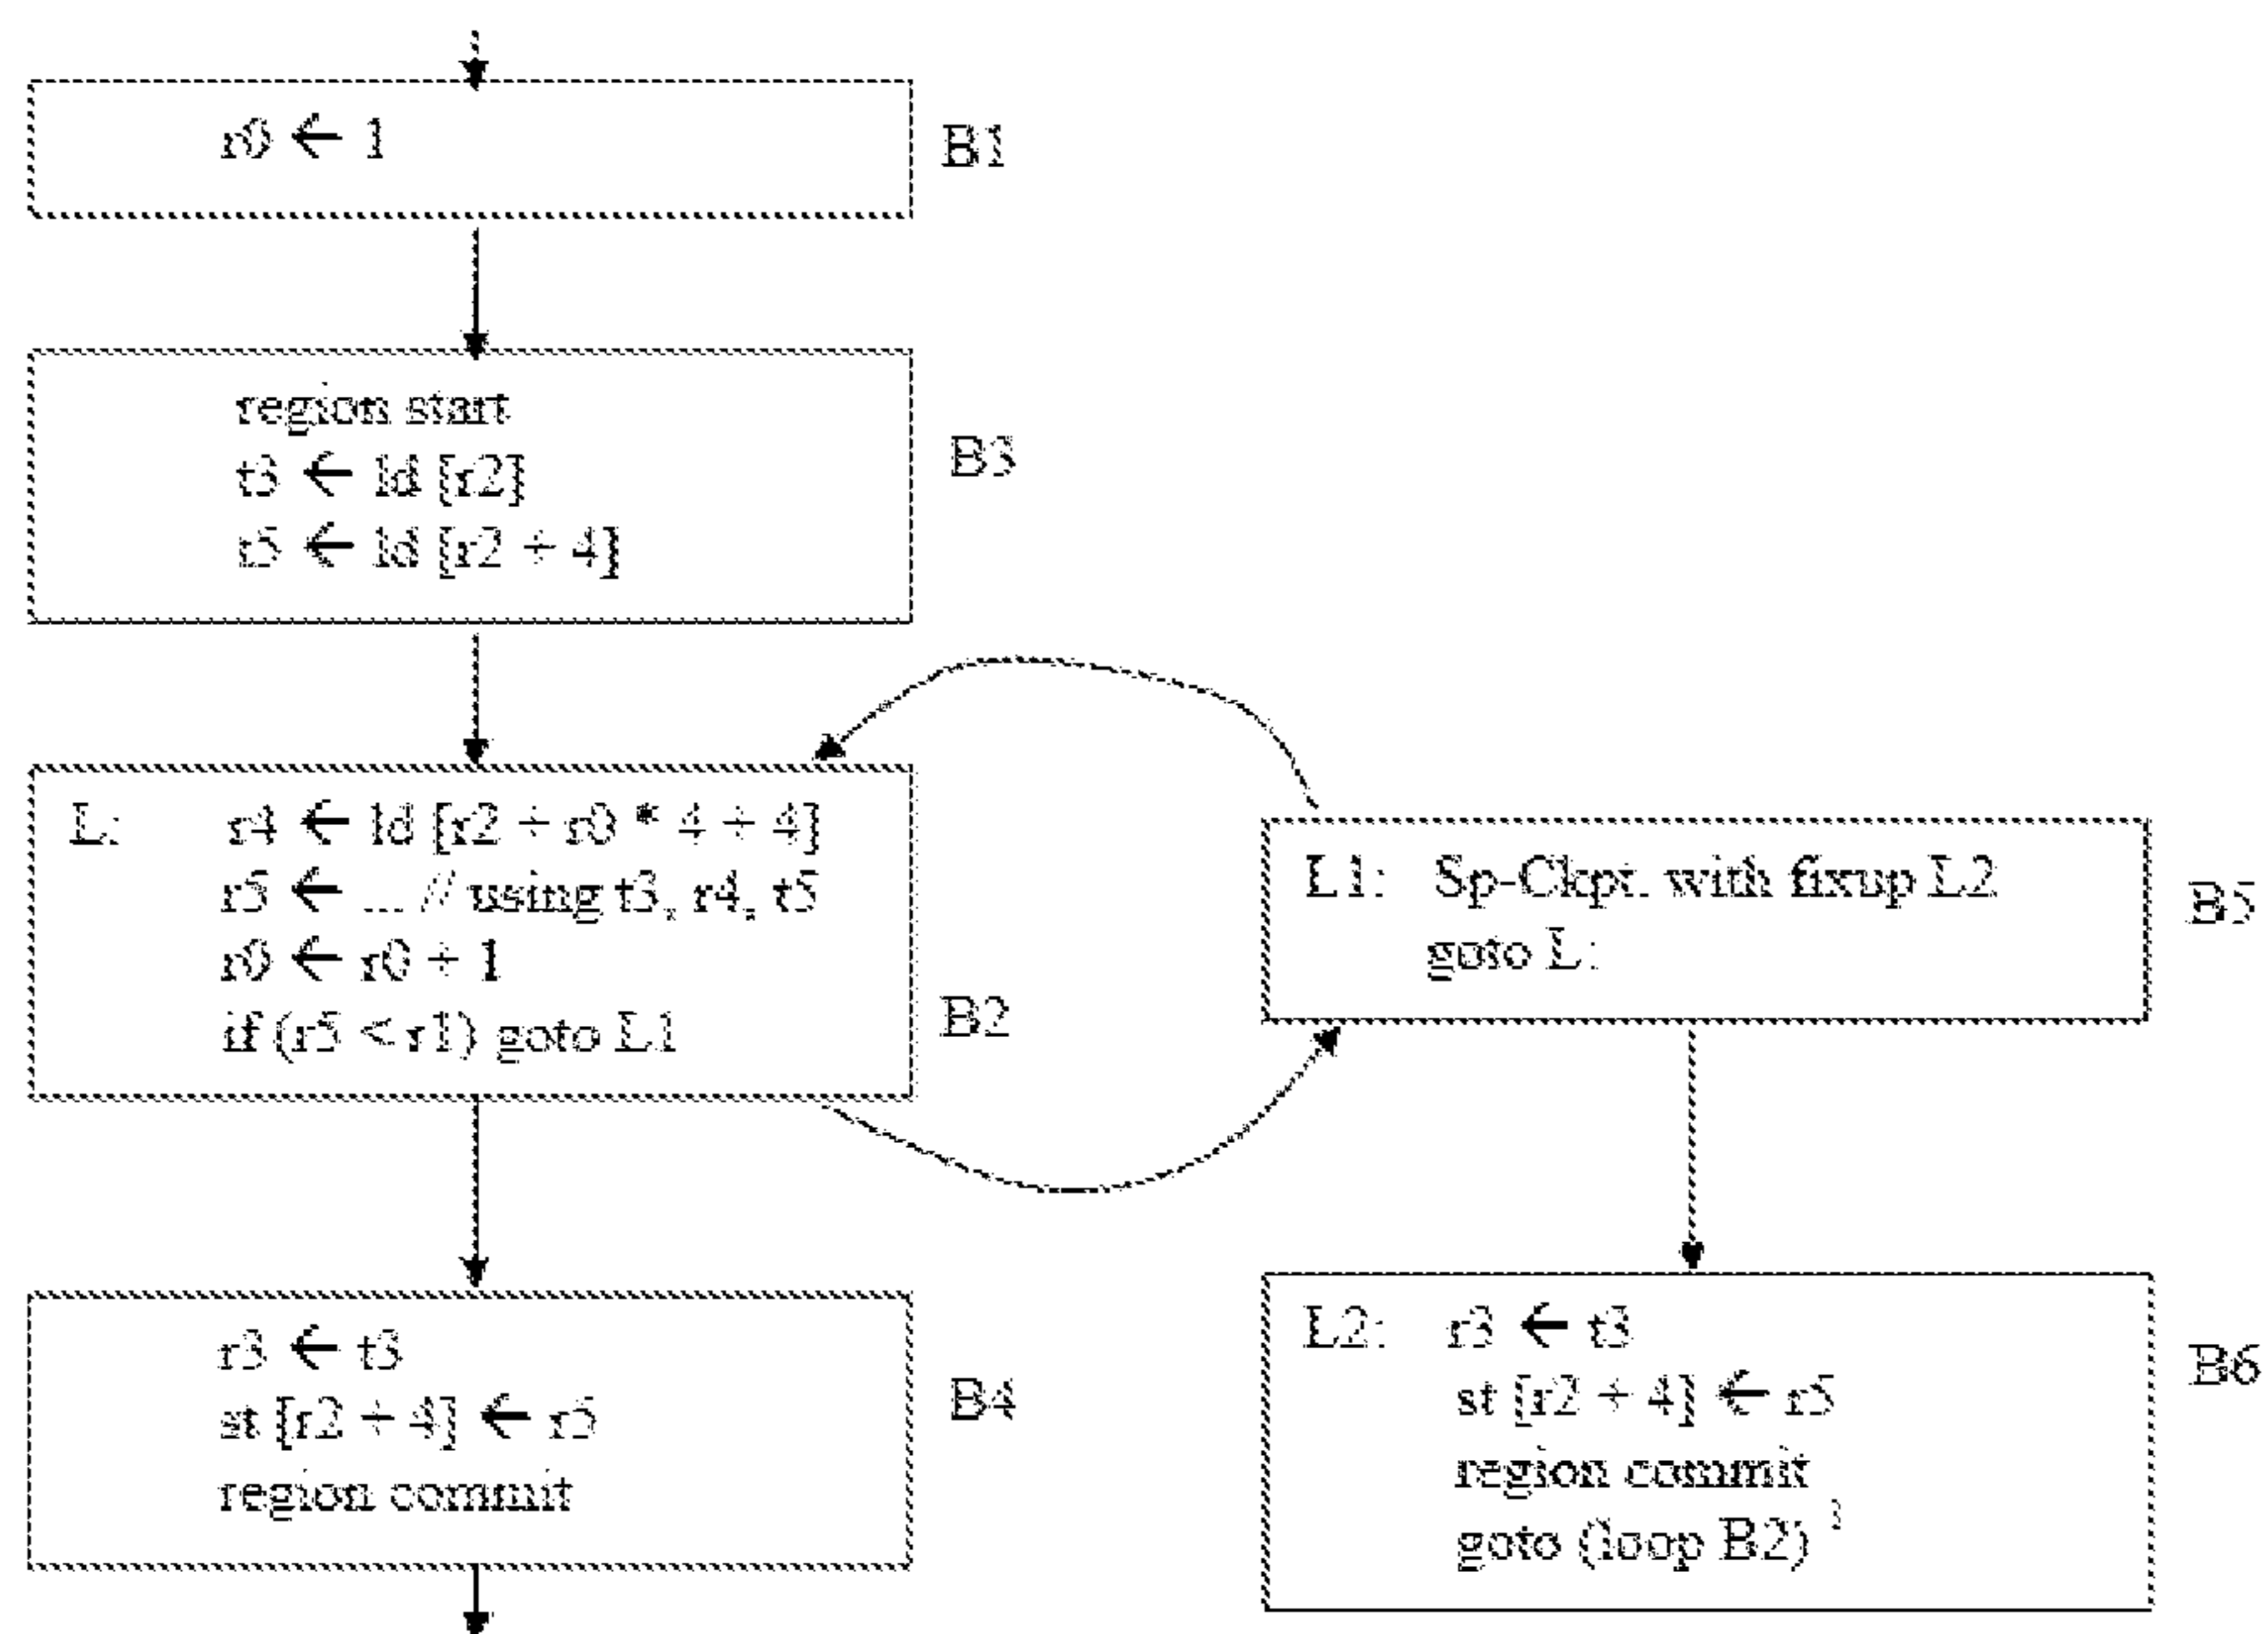 r0 ← 1
B1
region start
t3 ← ld [r2]
t5 ← ld [r2 + 4]
B3
L: r4 ← ld [r2 + r0 * 4 + 4]
r5 ← ... // using t3, r4, t5
r0 ← r0 + 1
if (r5 < r1) goto L1
B2
L1: Sp-Ckpt. with fixup L2
goto L:
B5
r3 ← t3
st [r2 + 4] ← r5
region commit
B4
L2: r3 ← t3
st [r2 + 4] ← r5
region commit
goto (loop B2)
B6